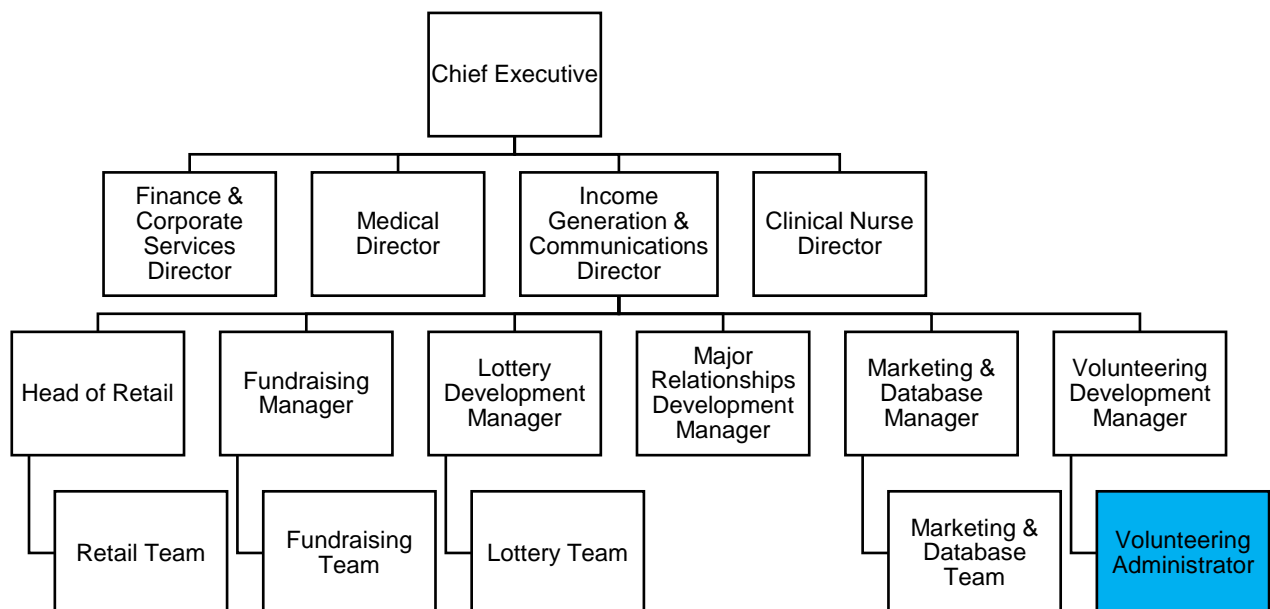 Chief Executive
Finance &
Corporate
Services
Director
Medical
Director
Income
Generation &
Communications
Director
Clinical Nurse
Director
Head of Retail
Fundraising
Manager
Lottery
Development
Manager
Major
Relationships
Development
Manager
Marketing &
Database
Manager
Volunteering
Development
Manager
Retail Team
Fundraising
Team
Lottery Team
Marketing &
Database
Team
Volunteering
Administrator